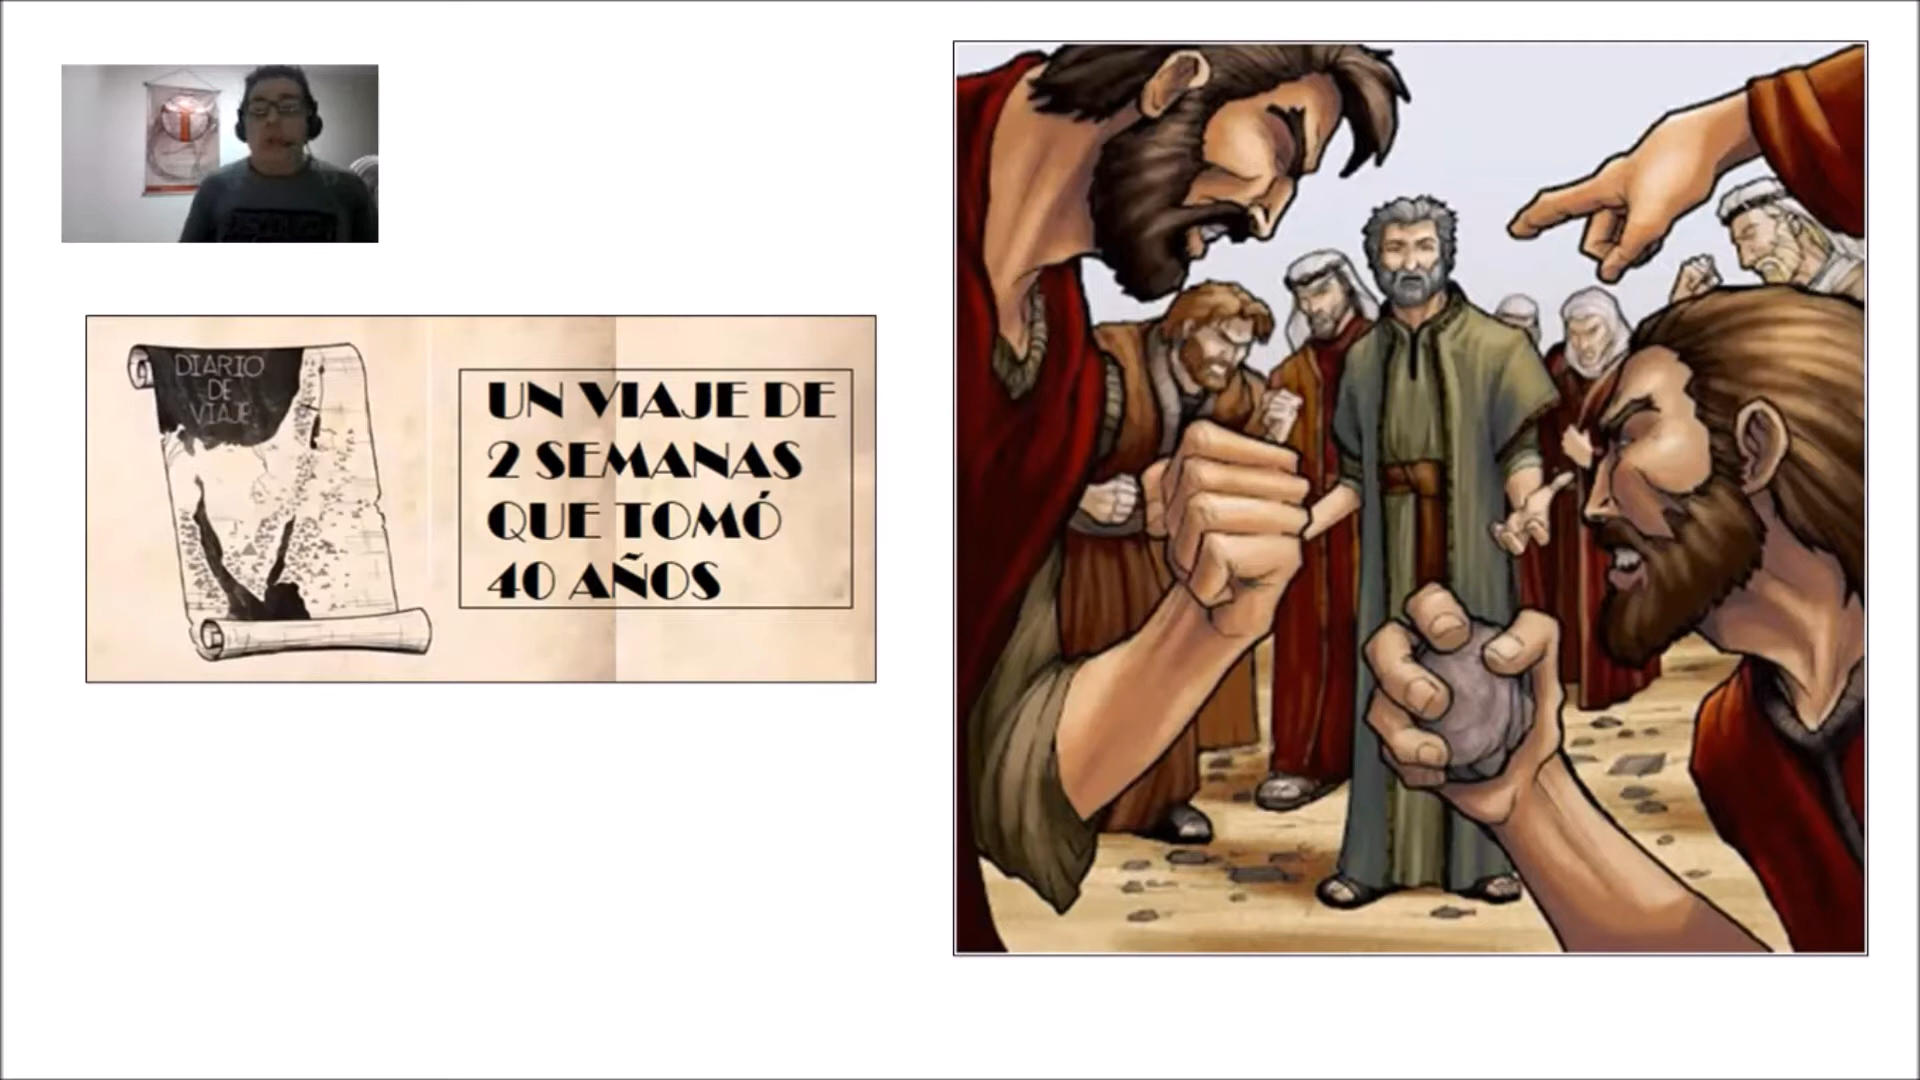 DIARIO
DE
VIAJE
UN VIAJE DE
2 SEMANAS
QUE TOMÓ
40 AÑOS